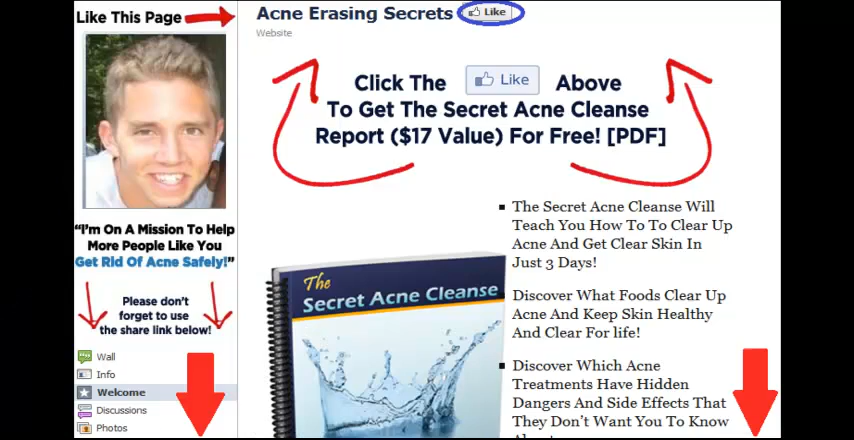 Like This Page
Acne Erasing Secrets
Like
Website
Click The Like Above
To Get The Secret Acne Cleanse
Report ($17 Value) For Free! [PDF]
"I'm On A Mission To Help
More People Like You
Get Rid Of Acne Safely!"
Please don't
forget to use
the share link below!
Wall
Info
Welcome
Discussions
Photos
The
Secret Acne Cleanse
The Secret Acne Cleanse Will
Teach You How To To Clear Up
Acne And Get Clear Skin In
Just 3 Days!
Discover What Foods Clear Up
Acne And Keep Skin Healthy
And Clear For life!
Discover Which Acne
Treatments Have Hidden
Dangers And Side Effects That
They Don't Want You To Know